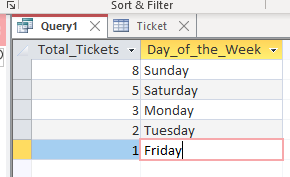 Sort & Filter
Query1 Ticket
Total_Tickets Day_of_the_Week
8 Sunday
5 Saturday
3 Monday
2 Tuesday
1 Friday